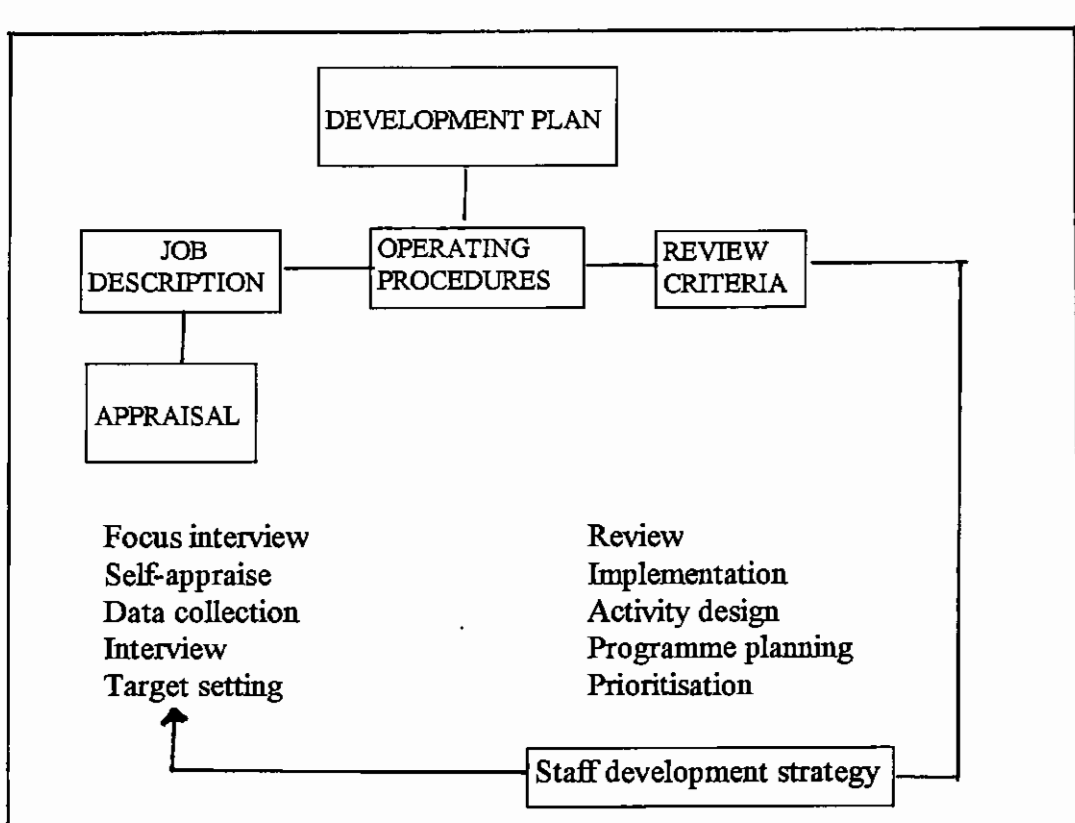 DEVELOPMENT PLAN
JOB
DESCRIPTION
OPERATING
PROCEDURES
REVIEW
CRITERIA
APPRAISAL
Focus interview
Self-appraise
Data collection
Interview
Target setting
Review
Implementation
Activity design
Programme planning
Prioritisation
Staff development strategy